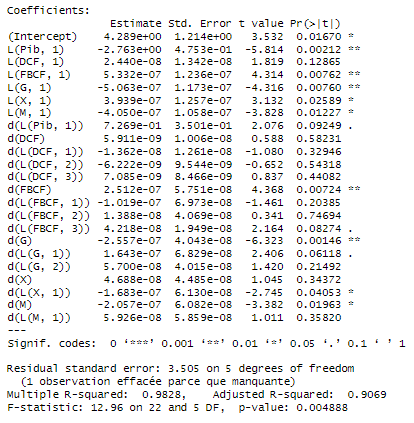 Coefficients:
Estimate Std. Error t value Pr(>|t|)
(Intercept) 4.289e+00 1.214e+00 3.532 0.01670 *
L(Pib, 1) -2.763e+00 4.753e-01 -5.814 0.00212 **
L(DCF, 1) 2.440e-08 1.342e-08 1.819 0.12865
L(FBCF, 1) 5.332e-07 1.236e-07 4.314 0.00762 **
L(G, 1) -5.063e-07 1.173e-07 -4.316 0.00760 **
L(X, 1) 3.939e-07 1.257e-07 3.132 0.02589 *
L(M, 1) -4.050e-07 1.058e-07 -3.828 0.01227 *
d(L(Pib, 1)) 7.269e-01 3.501e-01 2.076 0.09249 .
d(DCF) 5.911e-09 1.006e-08 0.588 0.58231
d(L(DCF, 1)) -1.362e-08 1.261e-08 -1.080 0.32946
d(L(DCF, 2)) -6.222e-09 9.544e-09 -0.652 0.54318
d(L(DCF, 3)) 7.085e-09 8.466e-09 0.837 0.44082
d(FBCF) 2.512e-07 5.751e-08 4.368 0.00724 **
d(L(FBCF, 1)) -1.019e-07 6.973e-08 -1.461 0.20385
d(L(FBCF, 2)) 1.388e-08 4.069e-08 0.341 0.74694
d(L(FBCF, 3)) 4.218e-08 1.949e-08 2.164 0.08274 .
d(G) -2.557e-07 4.043e-08 -6.323 0.00146 **
d(L(G, 1)) 1.643e-07 6.829e-08 2.406 0.06118 .
d(L(G, 2)) 5.700e-08 4.015e-08 1.420 0.21492
d(X) 4.688e-08 4.485e-08 1.045 0.34372
d(L(X, 1)) -1.683e-07 6.130e-08 -2.745 0.04053 *
d(M) -2.057e-07 6.082e-08 -3.382 0.01963 *
d(L(M, 1)) 5.926e-08 5.859e-08 1.011 0.35820
---
Signif. codes: 0 ‘***’ 0.001 ‘**’ 0.01 ‘*’ 0.05 ‘.’ 0.1 ‘ ’ 1
Residual standard error: 3.505 on 5 degrees of freedom
(1 observation effacée parce que manquante)
Multiple R-squared: 0.9828, Adjusted R-squared: 0.9069
F-statistic: 12.96 on 22 and 5 DF, p-value: 0.004888